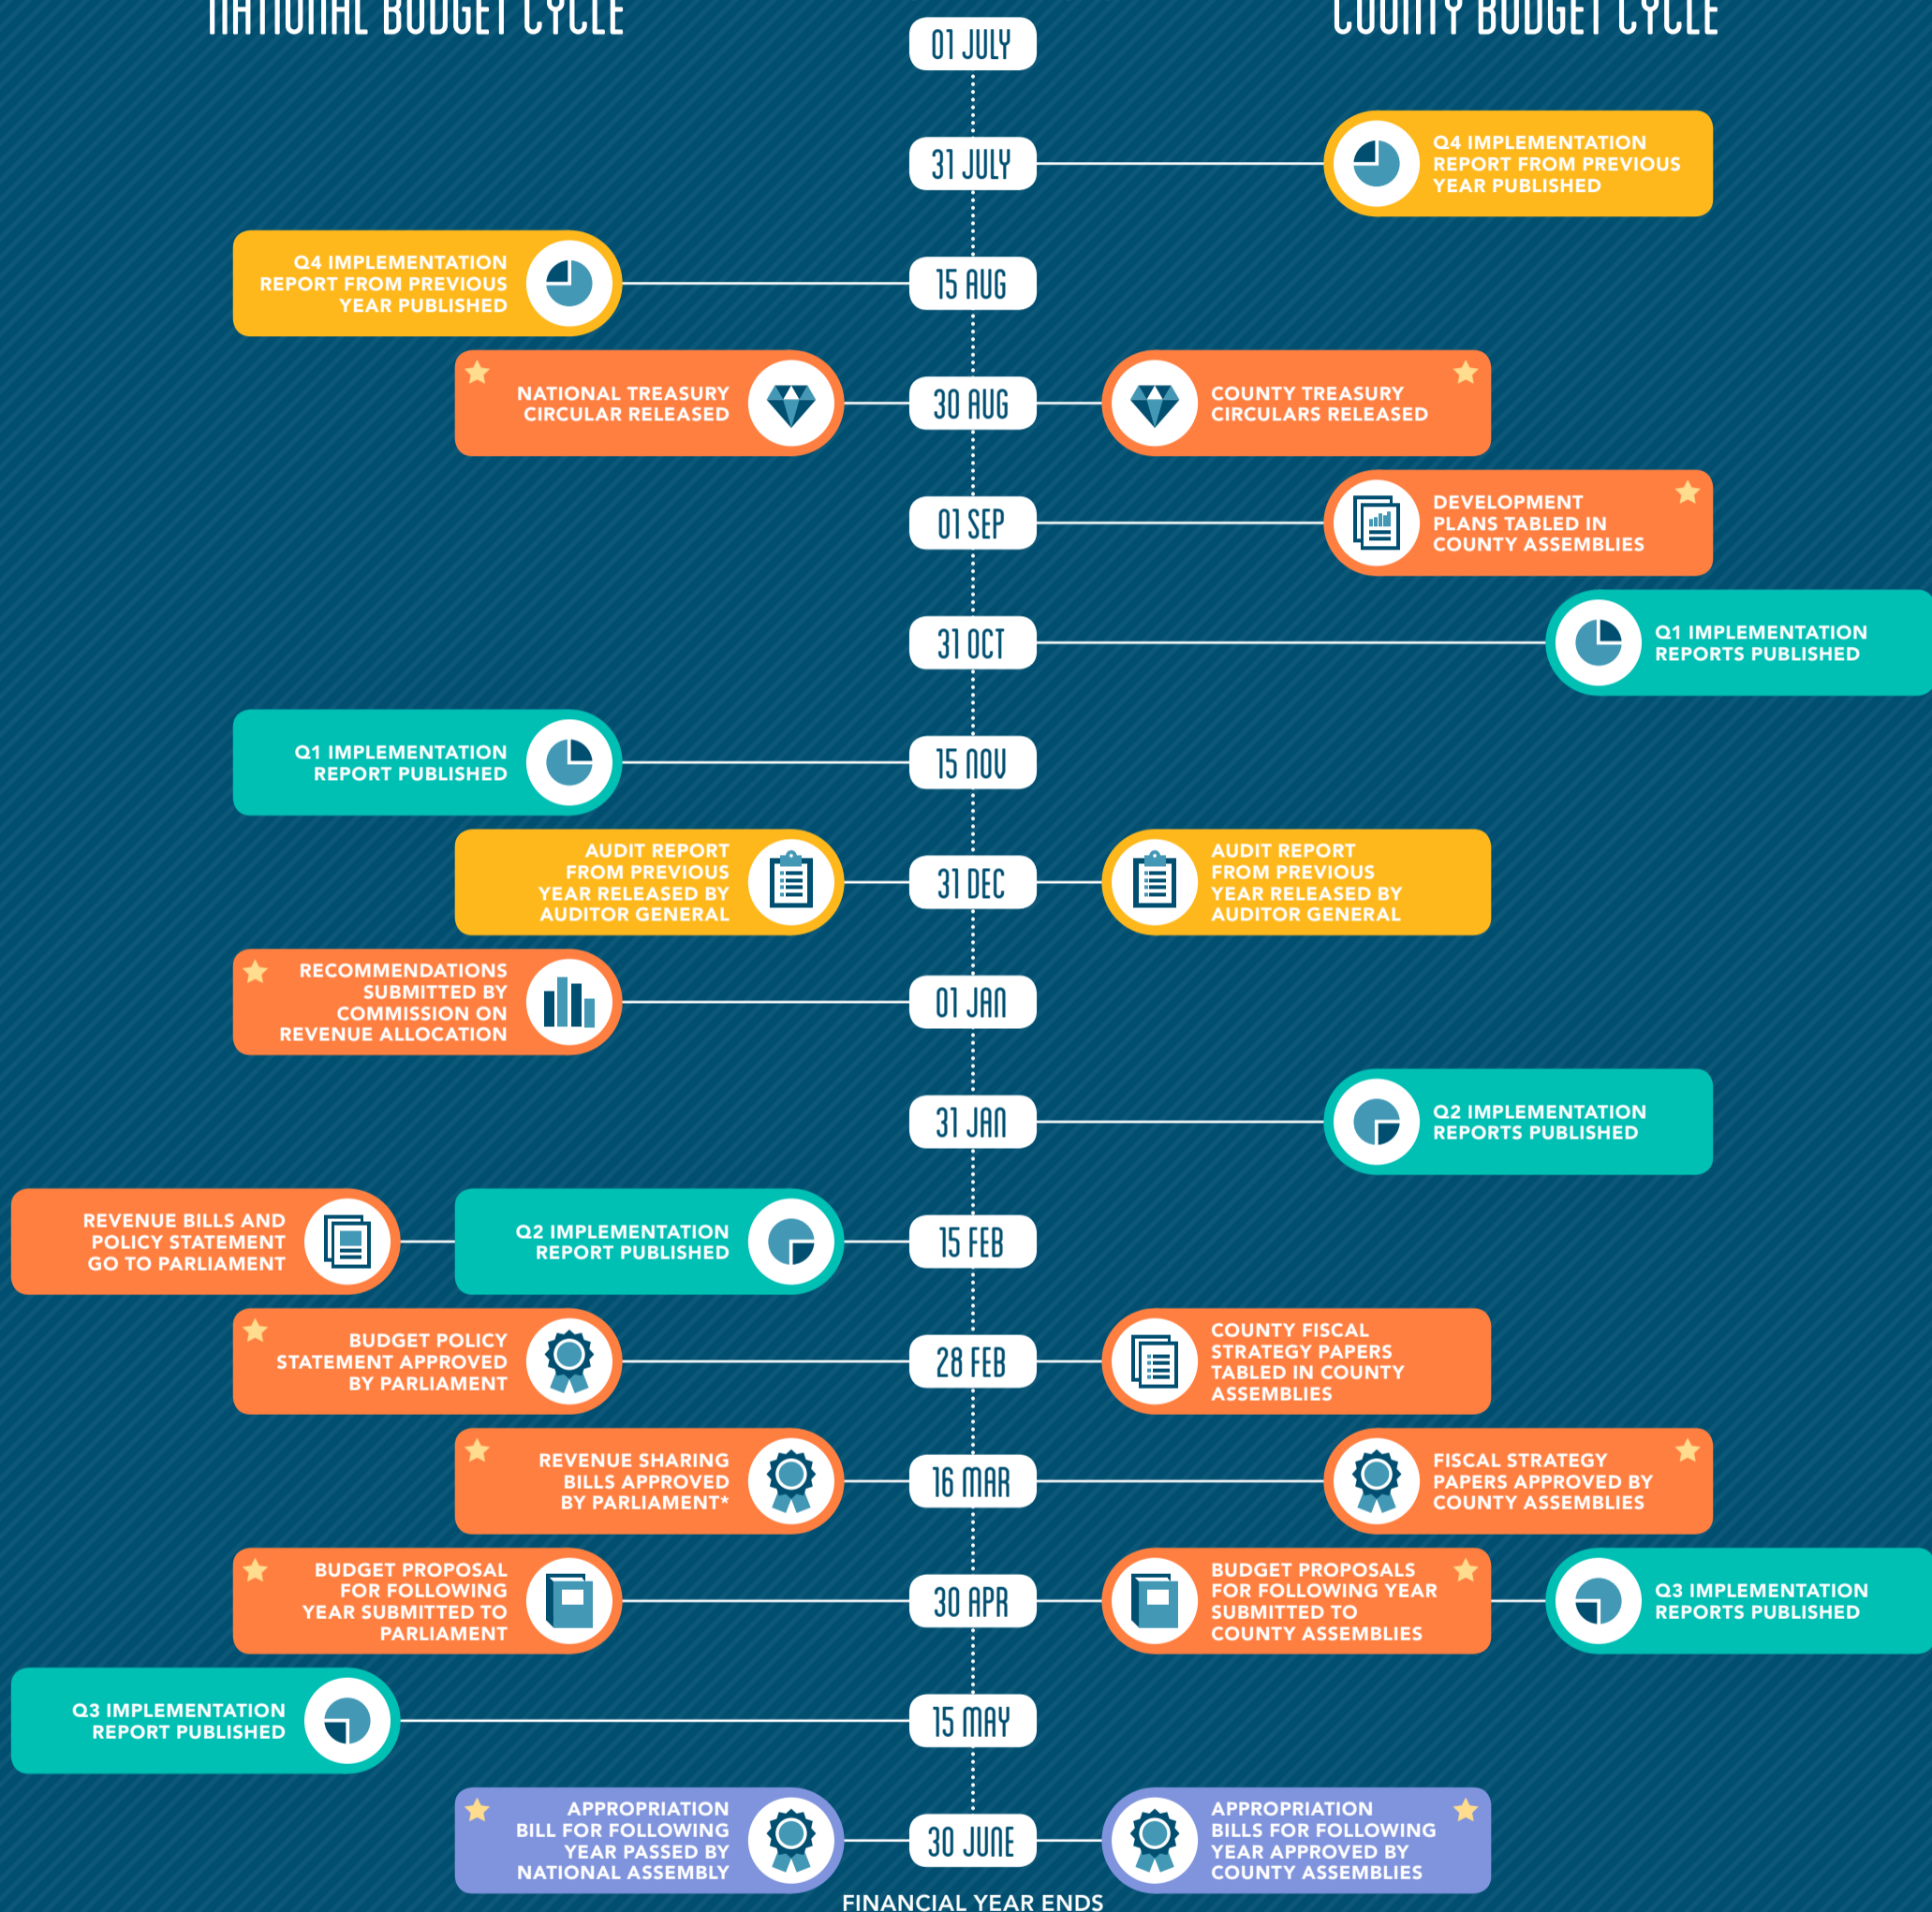 NATIONAL BUDGET CYCLE
COUNTY BUDGET CYCLE
01 JULY
31 JULY
Q4 IMPLEMENTATION
REPORT FROM PREVIOUS
YEAR PUBLISHED
Q4 IMPLEMENTATION
REPORT FROM PREVIOUS
YEAR PUBLISHED
15 AUG
NATIONAL TREASURY
CIRCULAR RELEASED
30 AUG
COUNTY TREASURY
CIRCULARS RELEASED
01 SEP
DEVELOPMENT
PLANS TABLED IN
COUNTY ASSEMBLIES
31 OCT
Q1 IMPLEMENTATION
REPORTS PUBLISHED
Q1 IMPLEMENTATION
REPORT PUBLISHED
15 NOV
AUDIT REPORT
FROM PREVIOUS
YEAR RELEASED BY
AUDITOR GENERAL
31 DEC
AUDIT REPORT
FROM PREVIOUS
YEAR RELEASED BY
AUDITOR GENERAL
RECOMMENDATIONS
SUBMITTED BY
COMMISSION ON
REVENUE ALLOCATION
01 JAN
31 JAN
Q2 IMPLEMENTATION
REPORTS PUBLISHED
REVENUE BILLS AND
POLICY STATEMENT
GO TO PARLIAMENT
Q2 IMPLEMENTATION
REPORT PUBLISHED
15 FEB
BUDGET POLICY
STATEMENT APPROVED
BY PARLIAMENT
28 FEB
COUNTY FISCAL
STRATEGY PAPERS
TABLED IN COUNTY
ASSEMBLIES
REVENUE SHARING
BILLS APPROVED
BY PARLIAMENT*
16 MAR
FISCAL STRATEGY
PAPERS APPROVED BY
COUNTY ASSEMBLIES
BUDGET PROPOSAL
FOR FOLLOWING
YEAR SUBMITTED TO
PARLIAMENT
30 APR
BUDGET PROPOSALS
FOR FOLLOWING YEAR
SUBMITTED TO
COUNTY ASSEMBLIES
Q3 IMPLEMENTATION
REPORTS PUBLISHED
Q3 IMPLEMENTATION
REPORT PUBLISHED
15 MAY
APPROPRIATION
BILL FOR FOLLOWING
YEAR PASSED BY
NATIONAL ASSEMBLY
30 JUNE
APPROPRIATION
BILLS FOR FOLLOWING
YEAR APPROVED BY
COUNTY ASSEMBLIES
FINANCIAL YEAR ENDS